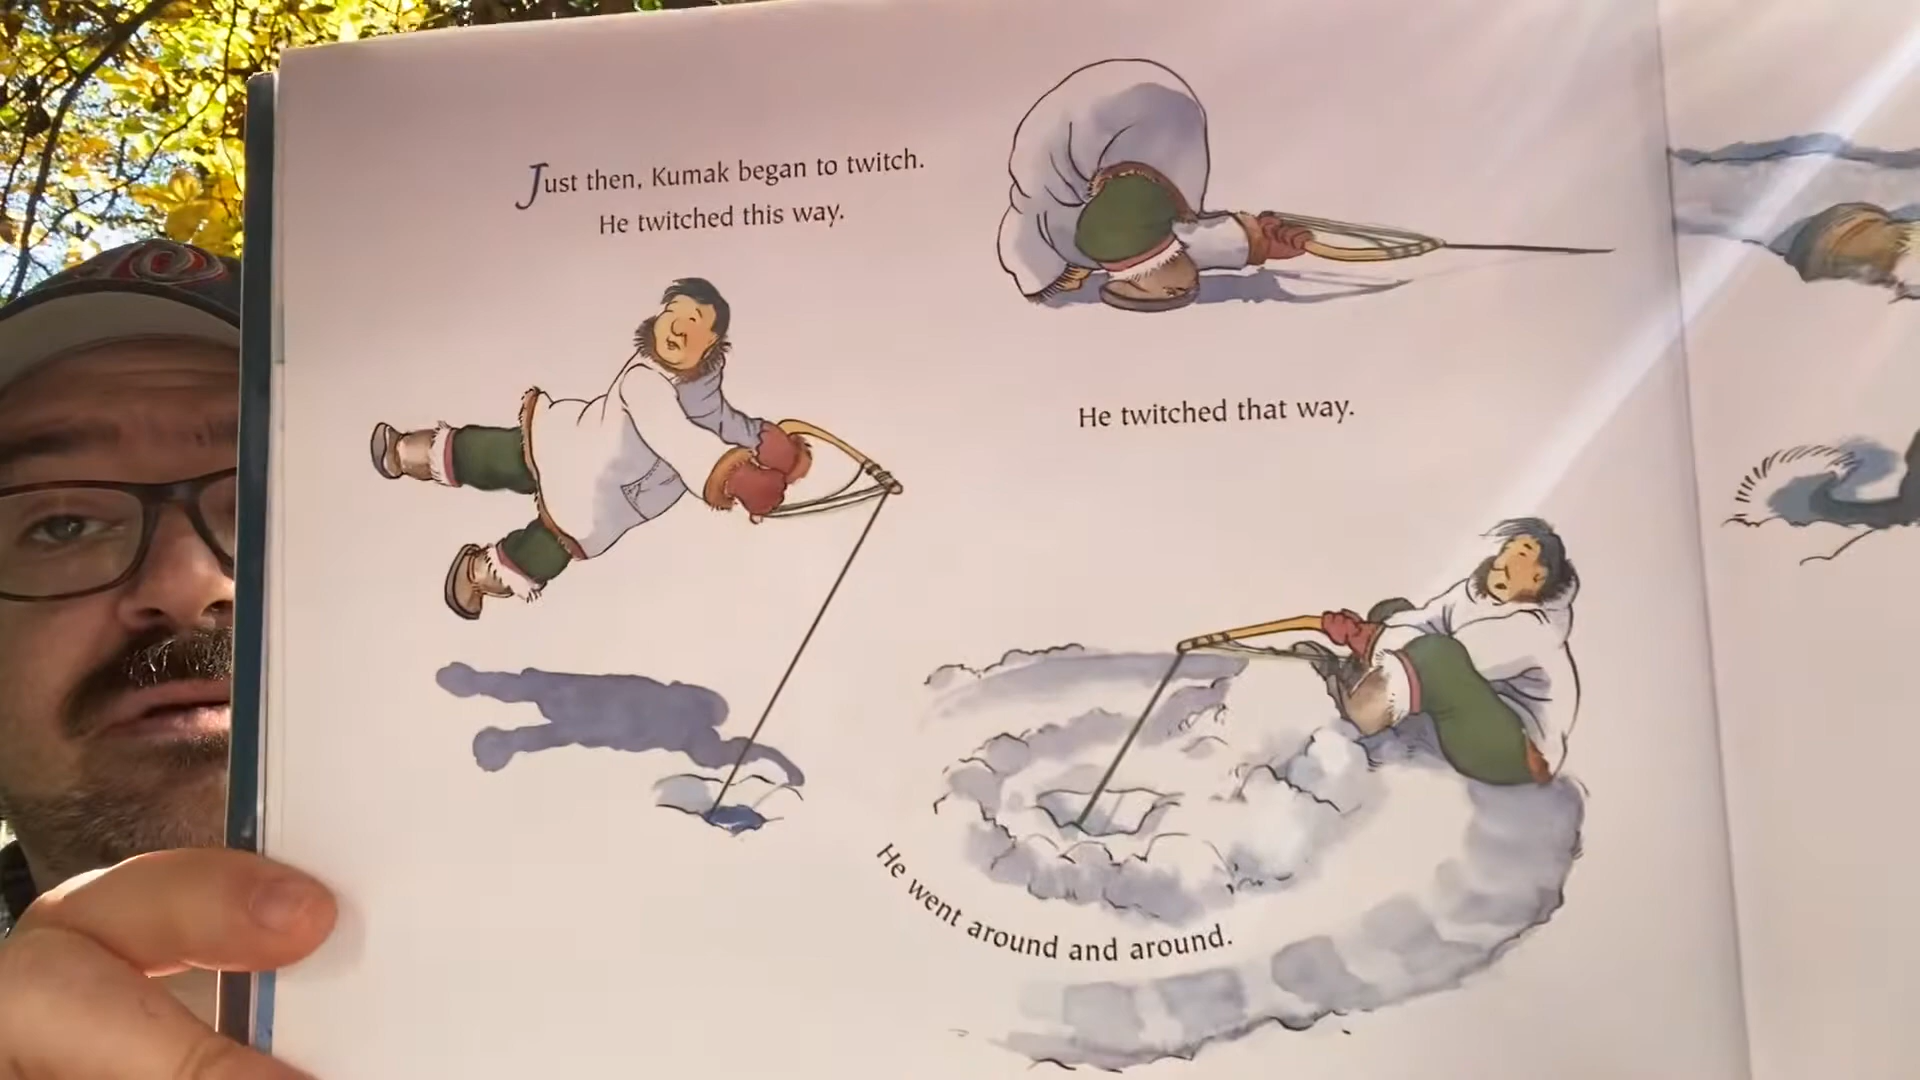 Just then, Kumak began to twitch.
He twitched this way.
He twitched that way.
He went around and around.